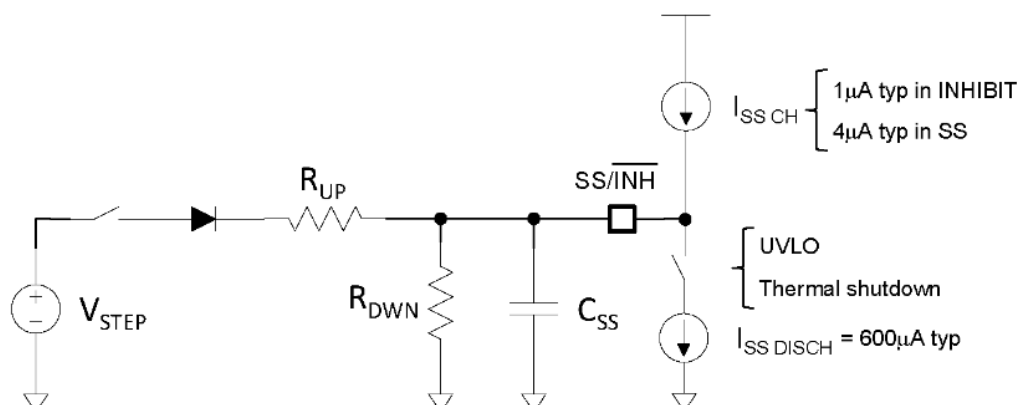 I_SS CH
1μA typ in INHIBIT
4μA typ in SS
R_UP
SS/INH
V_STEP
R_DWN
C_SS
UVLO
Thermal shutdown
I_SS DISCH = 600μA typ